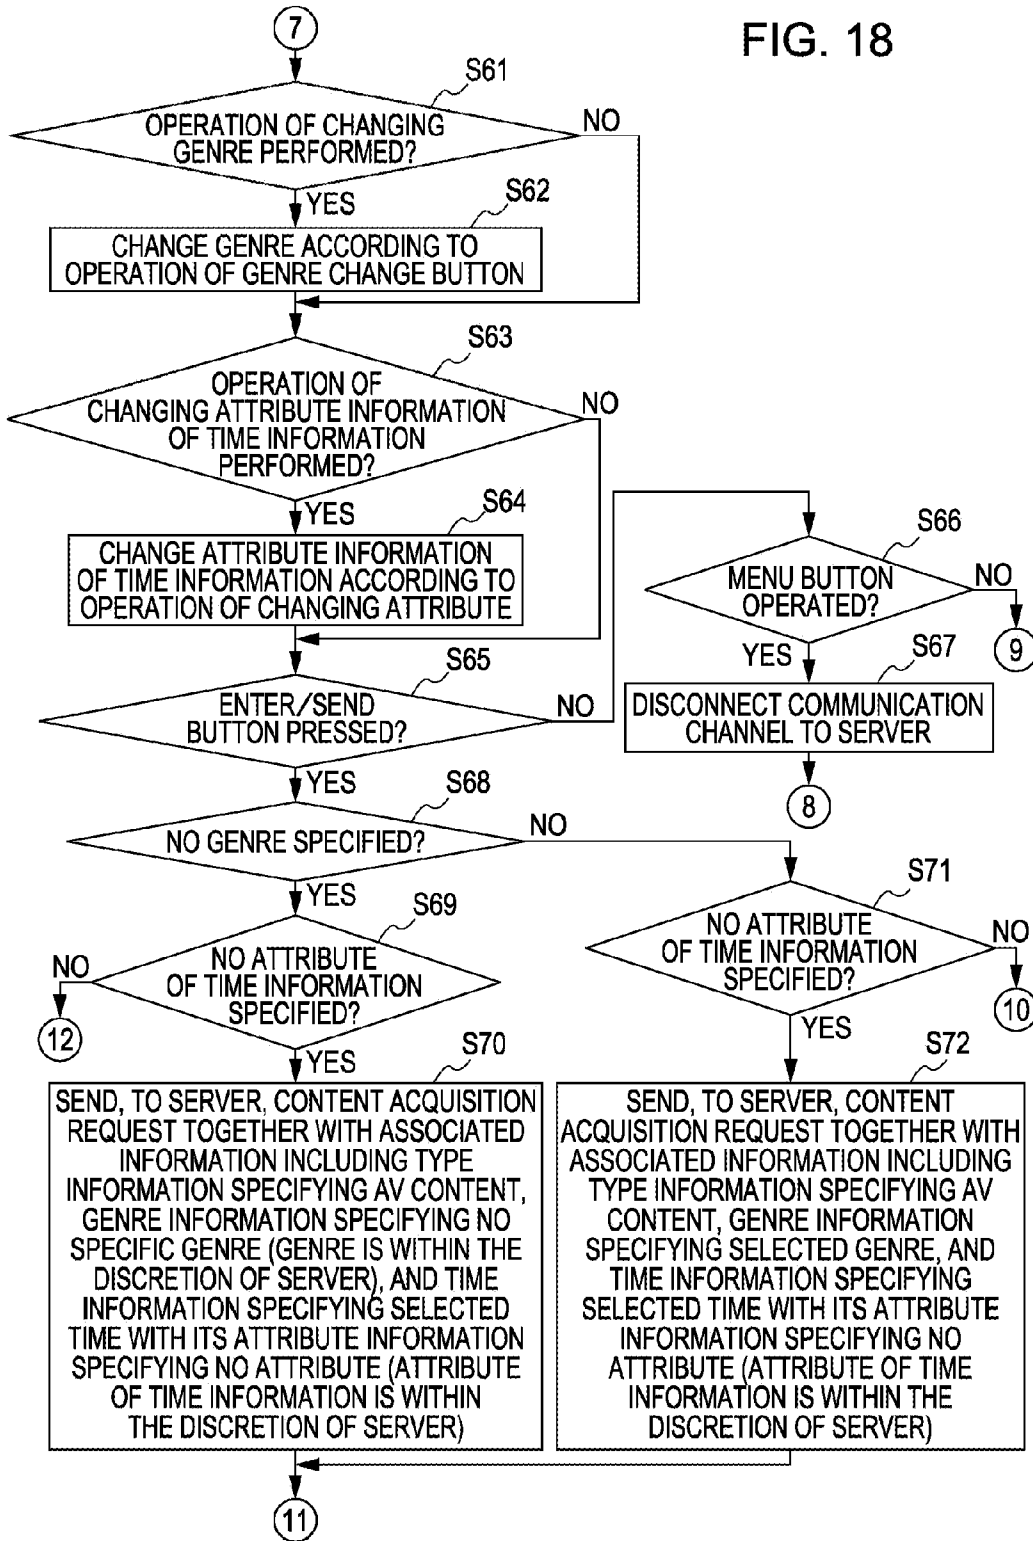 FIG. 18
7
S61
OPERATION OF CHANGING
GENRE PERFORMED?
NO
YES
S62
CHANGE GENRE ACCORDING TO
OPERATION OF GENRE CHANGE BUTTON
S63
OPERATION OF
CHANGING ATTRIBUTE INFORMATION
OF TIME INFORMATION
PERFORMED?
NO
YES
S64
CHANGE ATTRIBUTE INFORMATION
OF TIME INFORMATION ACCORDING TO
OPERATION OF CHANGING ATTRIBUTE
S65
ENTER/SEND
BUTTON PRESSED?
NO
YES
S66
MENU BUTTON
OPERATED?
NO
9
YES
S67
DISCONNECT COMMUNICATION
CHANNEL TO SERVER
8
S68
NO GENRE SPECIFIED?
NO
YES
S69
NO ATTRIBUTE
OF TIME INFORMATION
SPECIFIED?
NO
12
YES
S70
SEND, TO SERVER, CONTENT ACQUISITION
REQUEST TOGETHER WITH ASSOCIATED
INFORMATION INCLUDING TYPE
INFORMATION SPECIFYING AV CONTENT,
GENRE INFORMATION SPECIFYING NO
SPECIFIC GENRE (GENRE IS WITHIN THE
DISCRETION OF SERVER), AND TIME
INFORMATION SPECIFYING SELECTED
TIME WITH ITS ATTRIBUTE INFORMATION
SPECIFYING NO ATTRIBUTE (ATTRIBUTE
OF TIME INFORMATION IS WITHIN
THE DISCRETION OF SERVER)
S71
NO ATTRIBUTE
OF TIME INFORMATION
SPECIFIED?
NO
10
YES
S72
SEND, TO SERVER, CONTENT
ACQUISITION REQUEST TOGETHER WITH
ASSOCIATED INFORMATION INCLUDING
TYPE INFORMATION SPECIFYING AV
CONTENT, GENRE INFORMATION
SPECIFYING SELECTED GENRE, AND
TIME INFORMATION SPECIFYING
SELECTED TIME WITH ITS ATTRIBUTE
INFORMATION SPECIFYING NO
ATTRIBUTE (ATTRIBUTE OF TIME
INFORMATION IS WITHIN THE
DISCRETION OF SERVER)
11